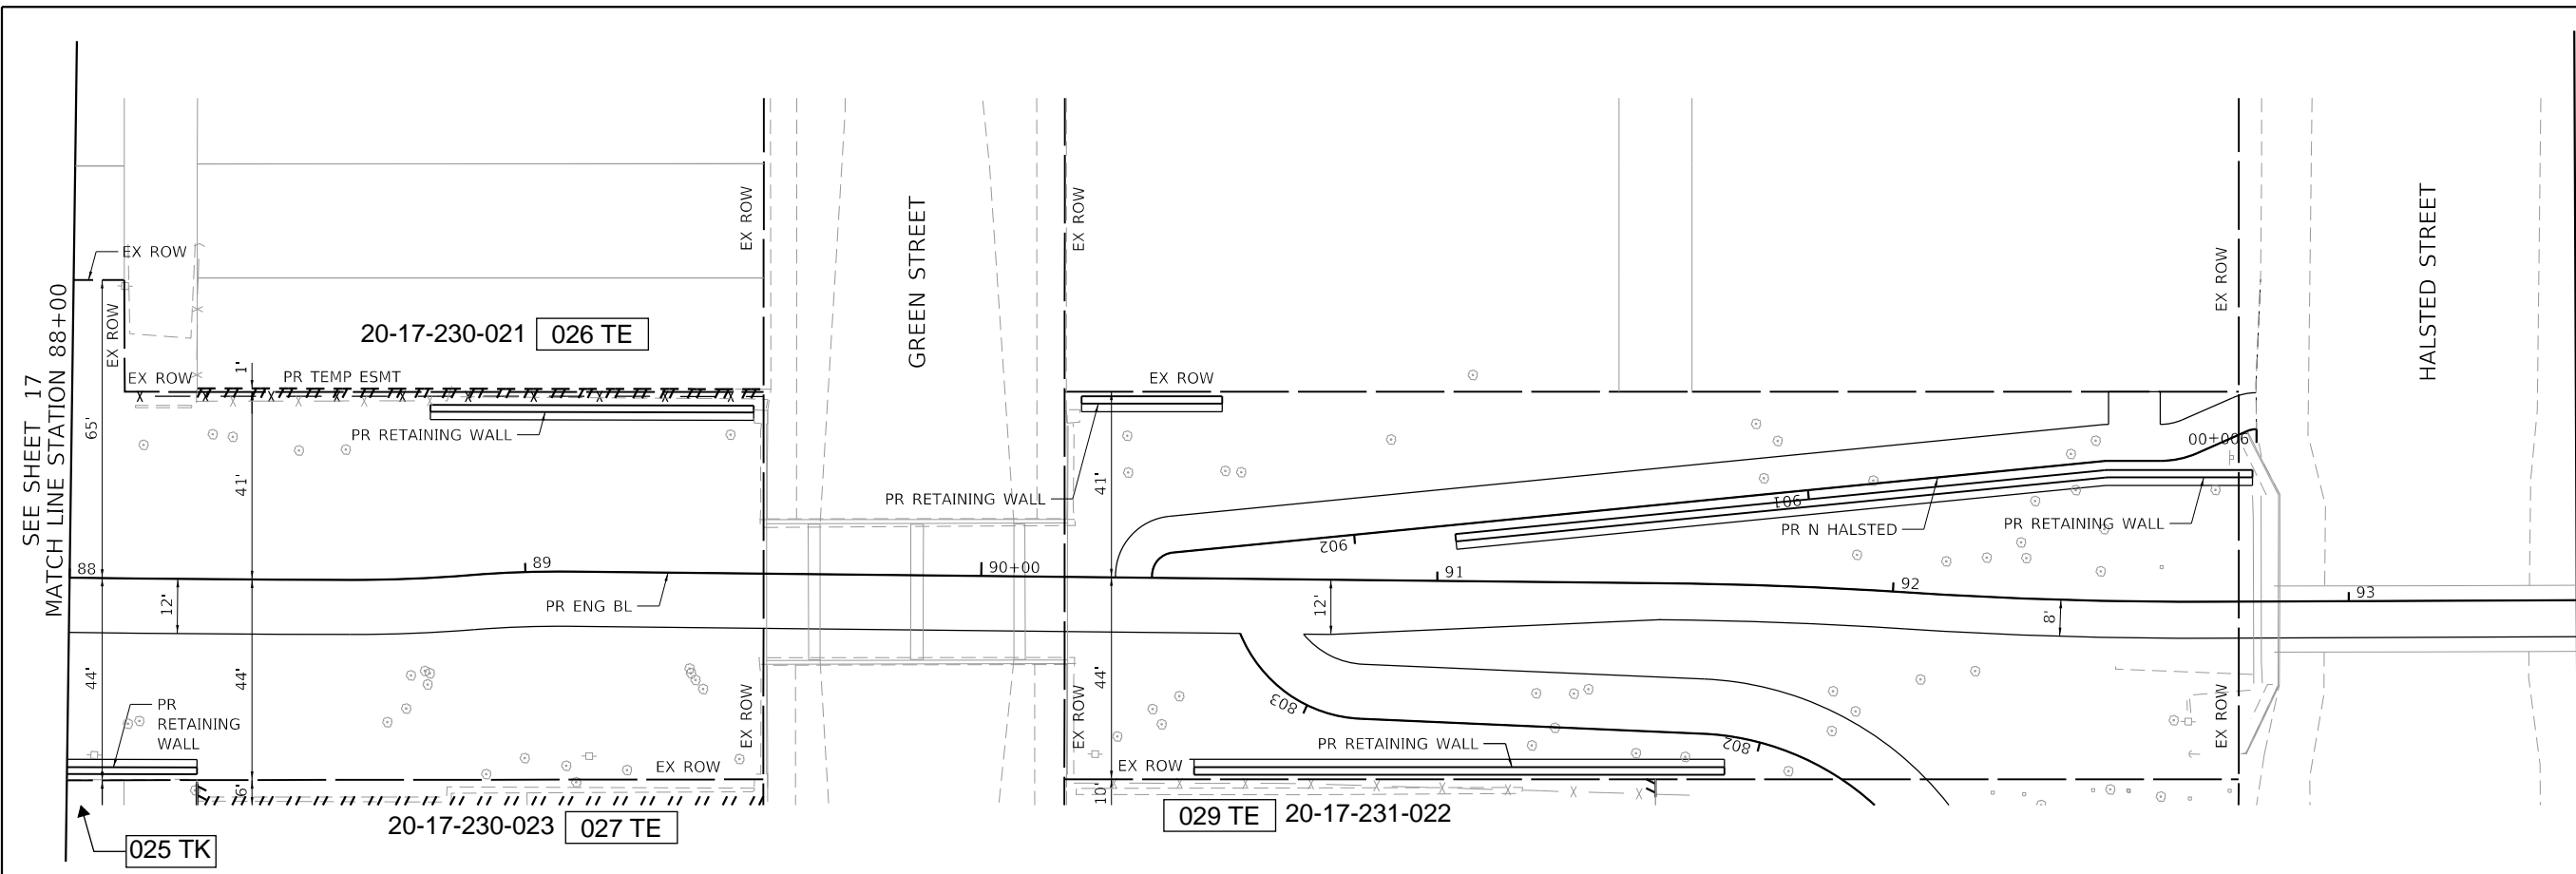 SEE SHEET 17
MATCH LINE STATION 88+00
EX ROW
EX ROW
EX ROW
65'
44'
12'
88
1'
41'
44'
6'
20-17-230-021 026 TE
PR TEMP ESMT
PR RETAINING WALL
89
PR ENG BL
PR
RETAINING
WALL
EX ROW
20-17-230-023 027 TE
025 TK
EX ROW
EX ROW
GREEN STREET
90+00
EX ROW
EX ROW
EX ROW
PR RETAINING WALL
41'
44'
10'
12'
902
901
900+00
91
92
93
8'
PR N HALSTED
PR RETAINING WALL
803
802
PR RETAINING WALL
EX ROW
029 TE 20-17-231-022
EX ROW
EX ROW
HALSTED STREET